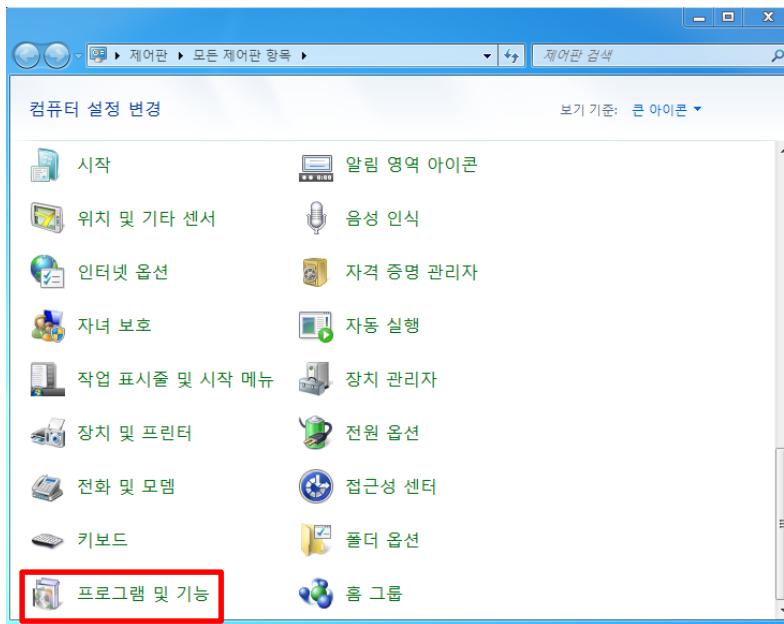 제어판 ▸ 모든 제어판 항목 ▸
제어판 검색
컴퓨터 설정 변경
보기 기준: 큰 아이콘
시작
알림 영역 아이콘
위치 및 기타 센서
음성 인식
인터넷 옵션
자격 증명 관리자
자녀 보호
자동 실행
작업 표시줄 및 시작 메뉴
장치 관리자
장치 및 프린터
전원 옵션
전화 및 모뎀
접근성 센터
키보드
폴더 옵션
프로그램 및 기능
홈 그룹